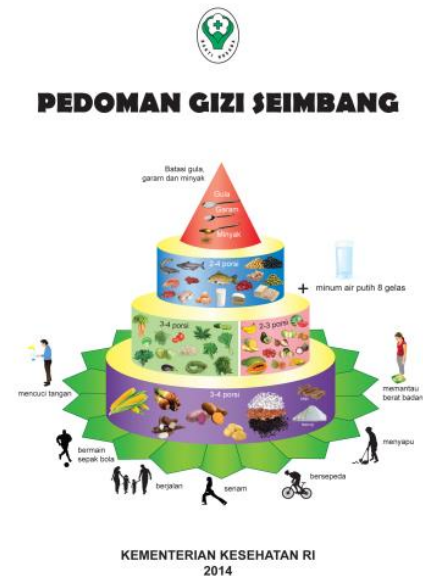 BAKTI HUSADA
PEDOMAN GIZI SEIMBANG
Batasi gula,
garam dan minyak
Gula
Garam
Minyak
2-4 porsi
+ minum air putih 8 gelas
3-4 porsi
2-3 porsi
3-4 porsi
mencuci tangan
memantau
berat badan
bermain
sepak bola
menyapu
berjalan
senam
bersepeda
KEMENTERIAN KESEHATAN RI
2014